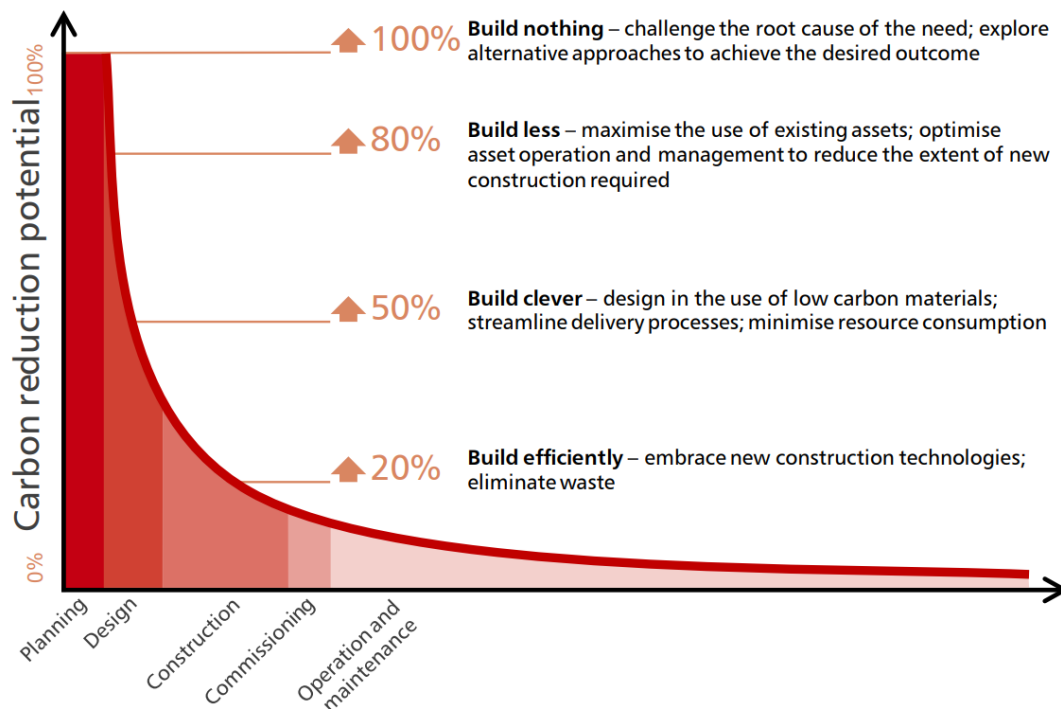 Carbon reduction potential
100%
0%
100%
Build nothing – challenge the root cause of the need; explore
alternative approaches to achieve the desired outcome
80%
Build less – maximise the use of existing assets; optimise
asset operation and management to reduce the extent of new
construction required
50%
Build clever – design in the use of low carbon materials;
streamline delivery processes; minimise resource consumption
20%
Build efficiently – embrace new construction technologies;
eliminate waste
Planning
Design
Construction
Commissioning
Operation and
maintenance